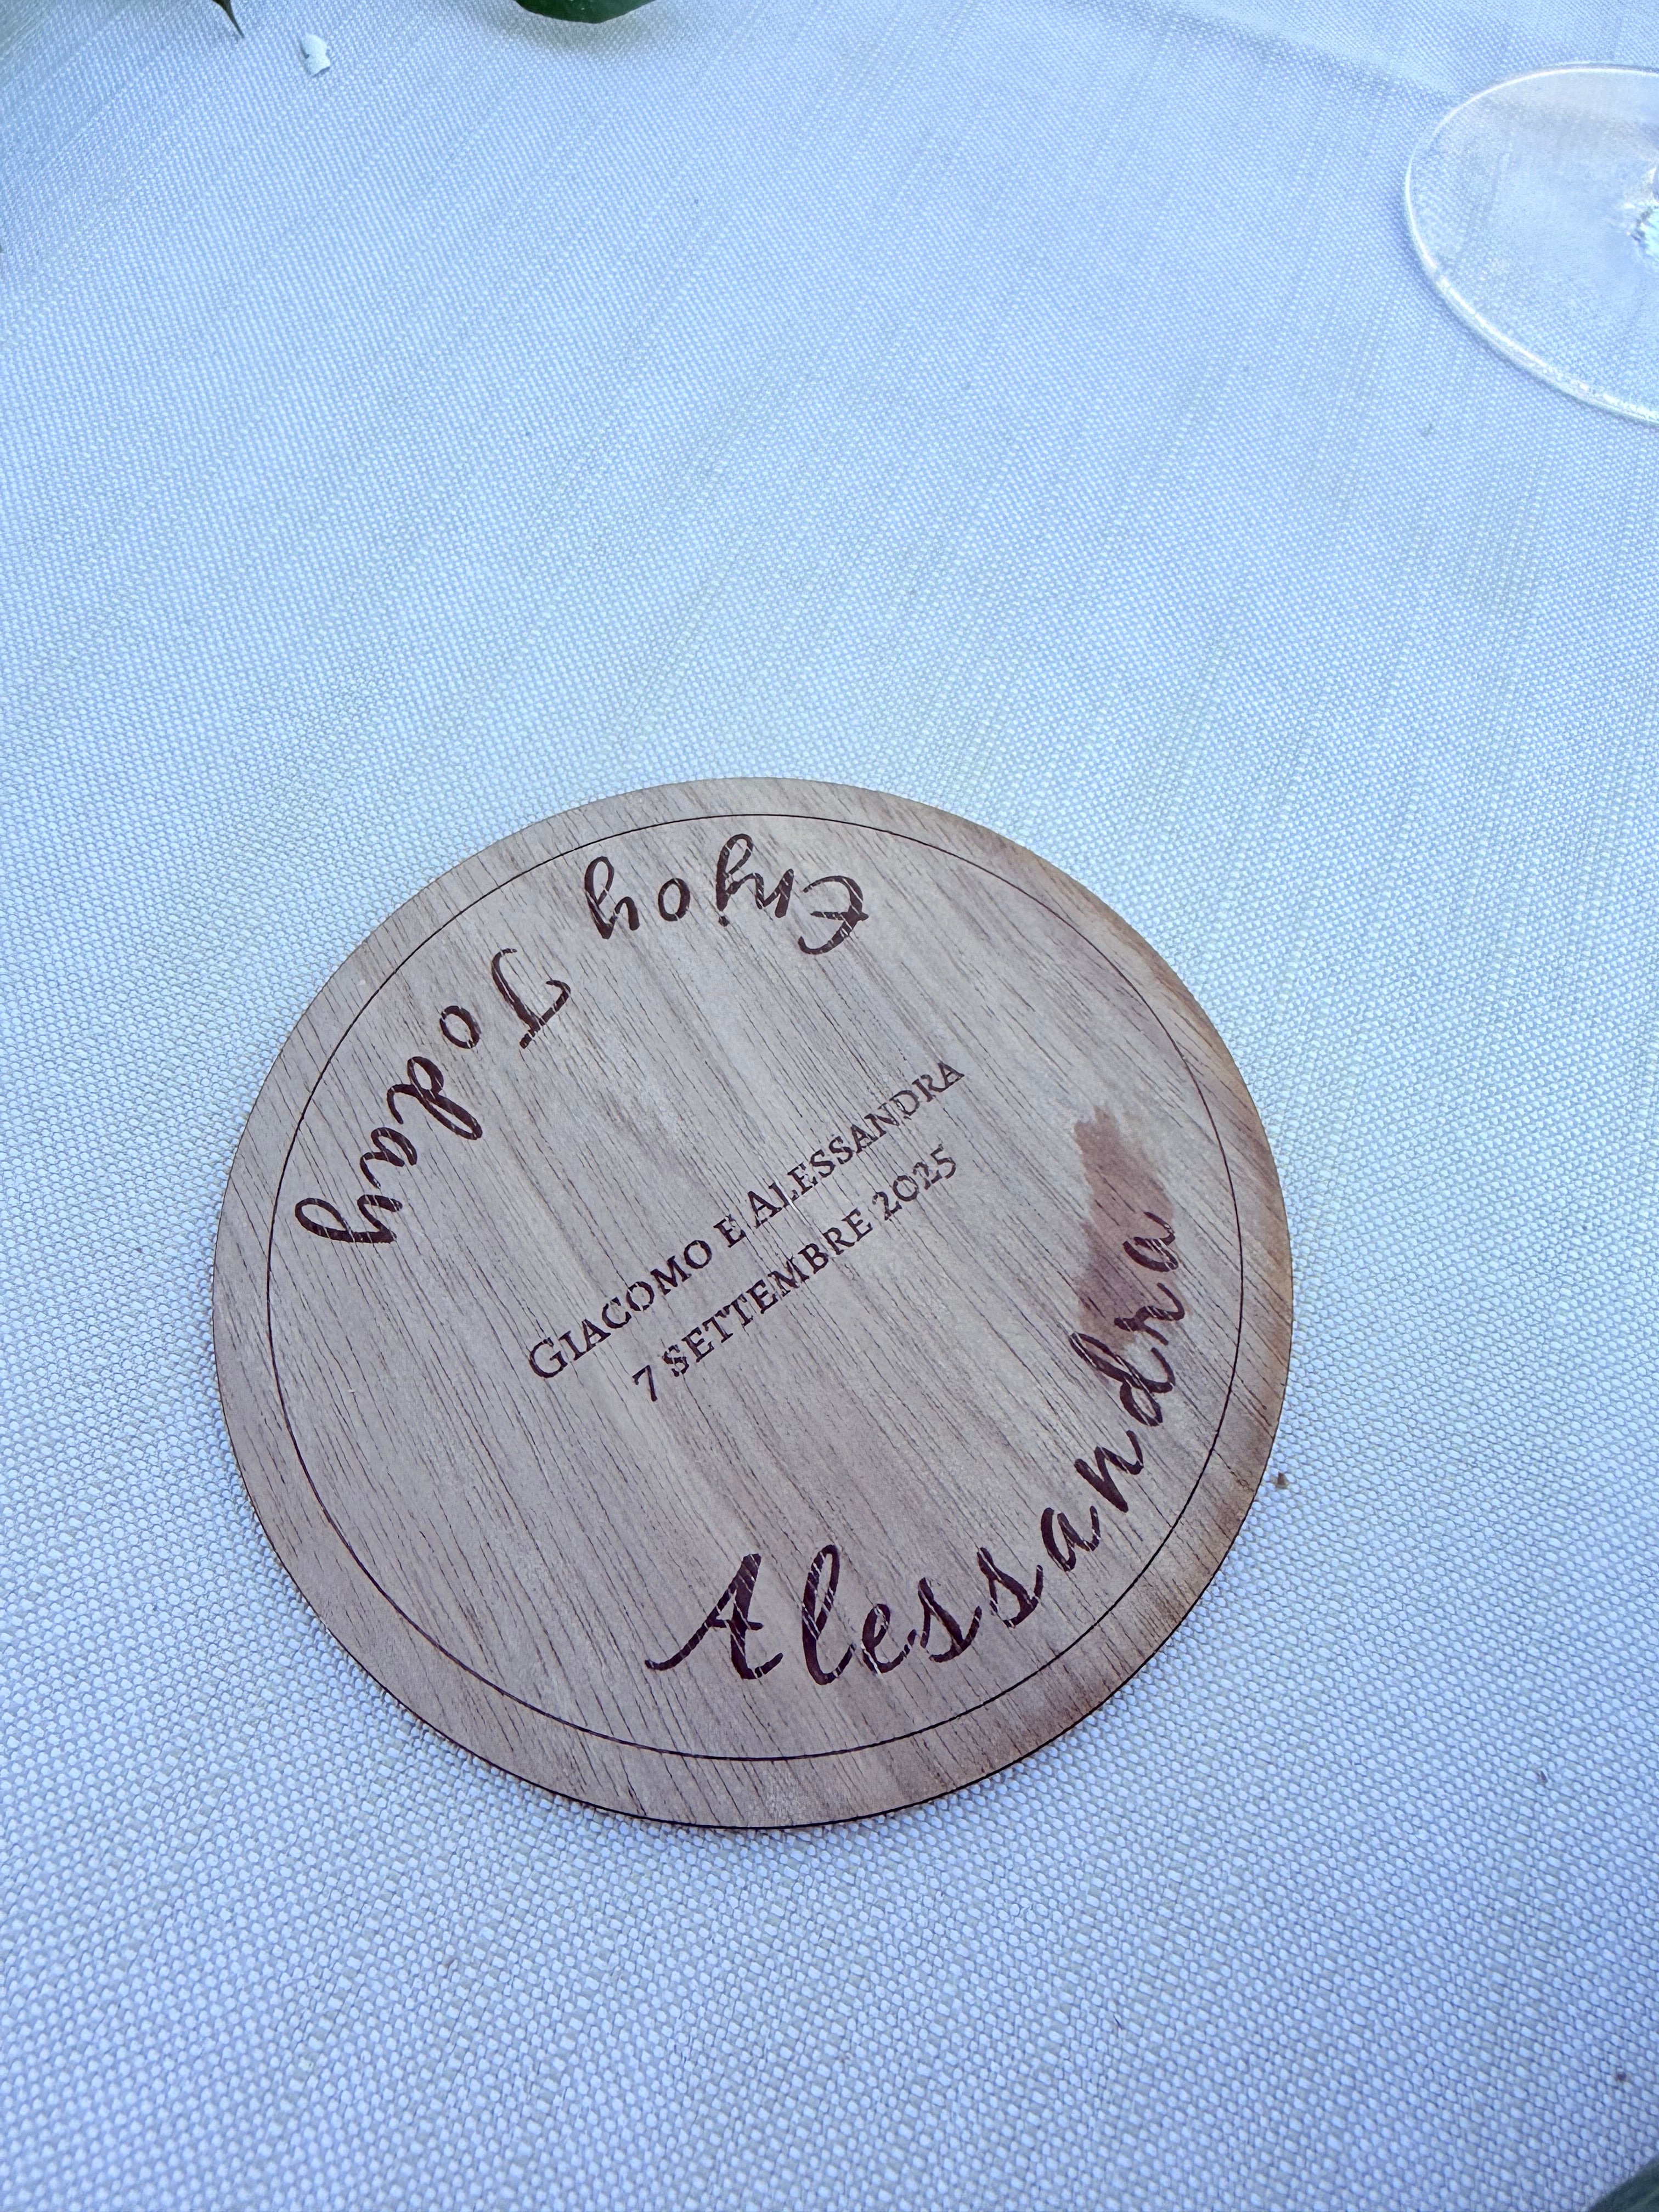 Enjoy Today
GIACOMO E ALESSANDRA
7 SETTEMBRE 2025
Alessandra